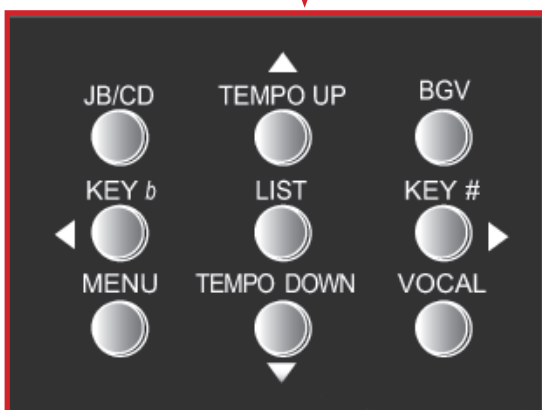 JB/CD TEMPO UP BGV
KEY b LIST KEY #
MENU TEMPO DOWN VOCAL